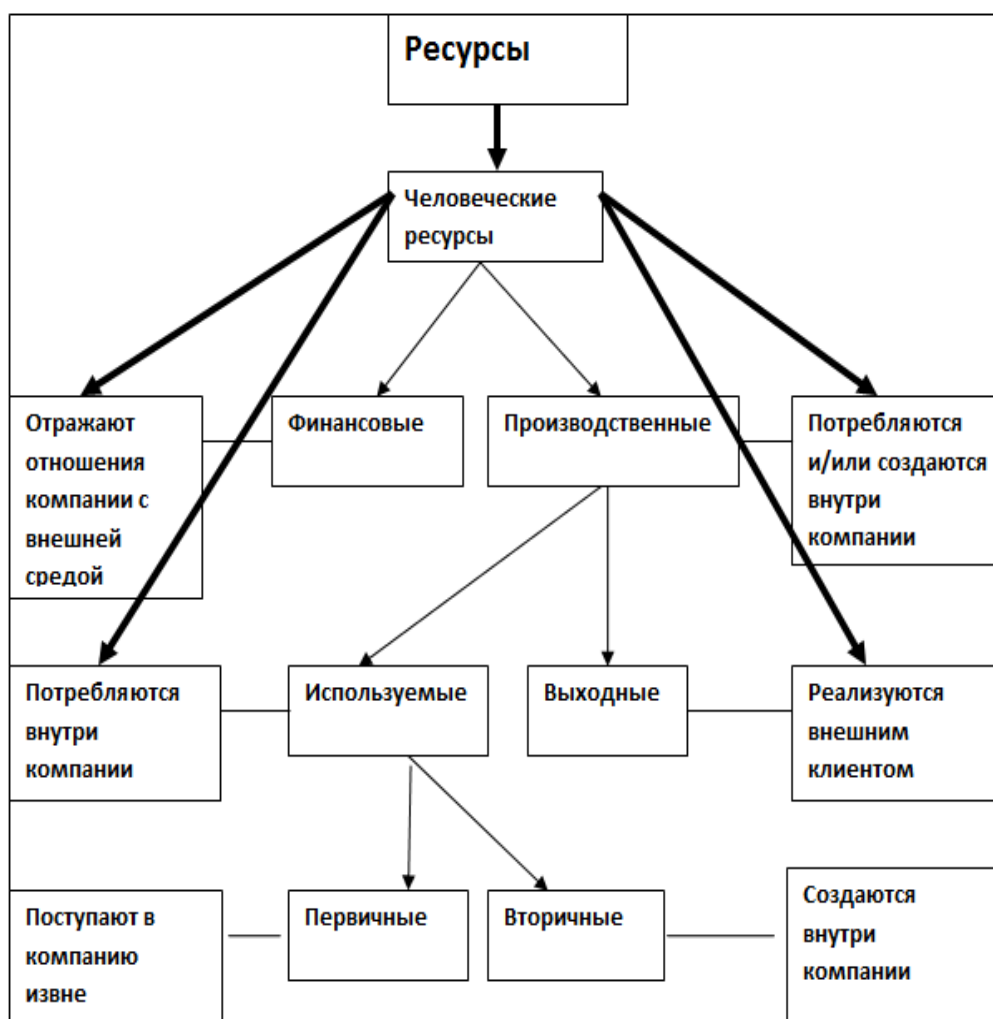 Ресурсы
Человеческие
ресурсы
Отражают
отношения
компании с
внешней
средой
Финансовые
Производственные
Потребляются
и/или создаются
внутри
компании
Потребляются
внутри
компании
Используемые
Выходные
Реализуются
внешним
клиентом
Поступают в
компанию
извне
Первичные
Вторичные
Создаются
внутри
компании